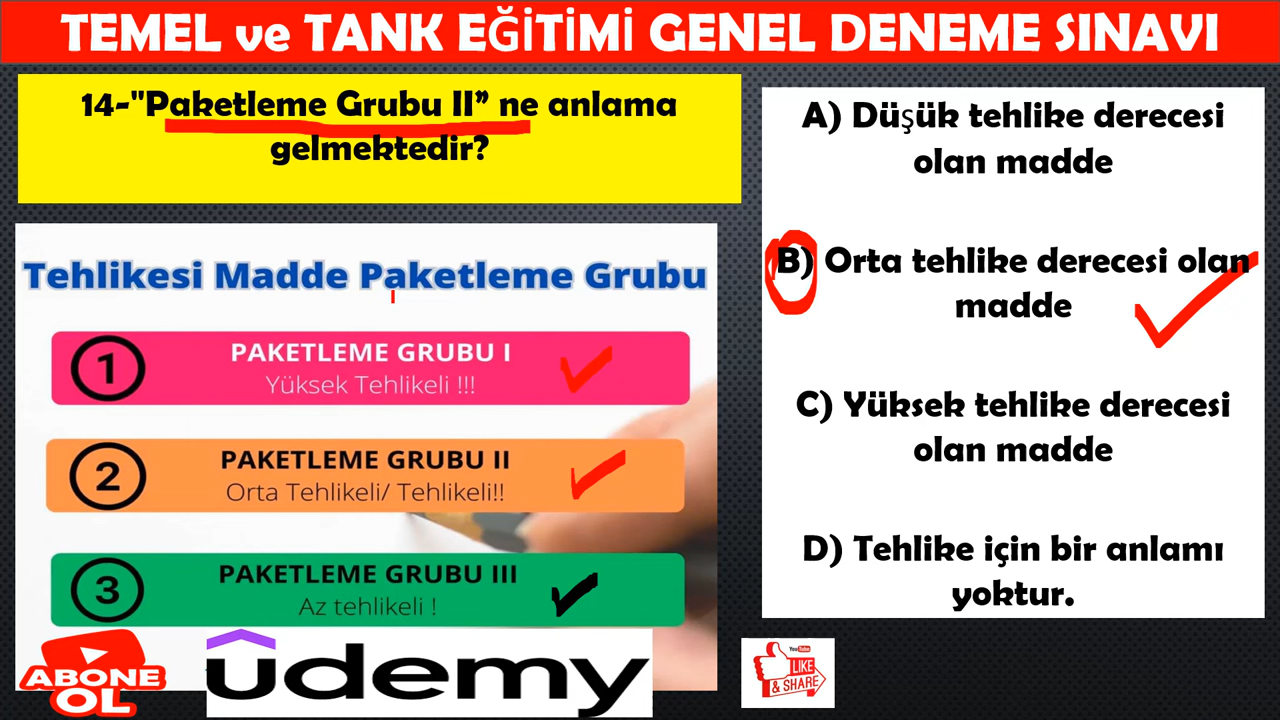 TEMEL ve TANK EĞİTİMİ GENEL DENEME SINAVI
14-"Paketleme Grubu II” ne anlama
gelmektedir?
Tehlikesi Madde Paketleme Grubu
1
PAKETLEME GRUBU I
Yüksek Tehlikeli !!!
2
PAKETLEME GRUBU II
Orta Tehlikeli/ Tehlikeli!!
3
PAKETLEME GRUBU III
Az tehlikeli !
ABONE
OL
ûdemy
A) Düşük tehlike derecesi
olan madde
B) Orta tehlike derecesi olan
madde
C) Yüksek tehlike derecesi
olan madde
D) Tehlike için bir anlamı
yoktur.
YouTube
LIKE
& SHARE